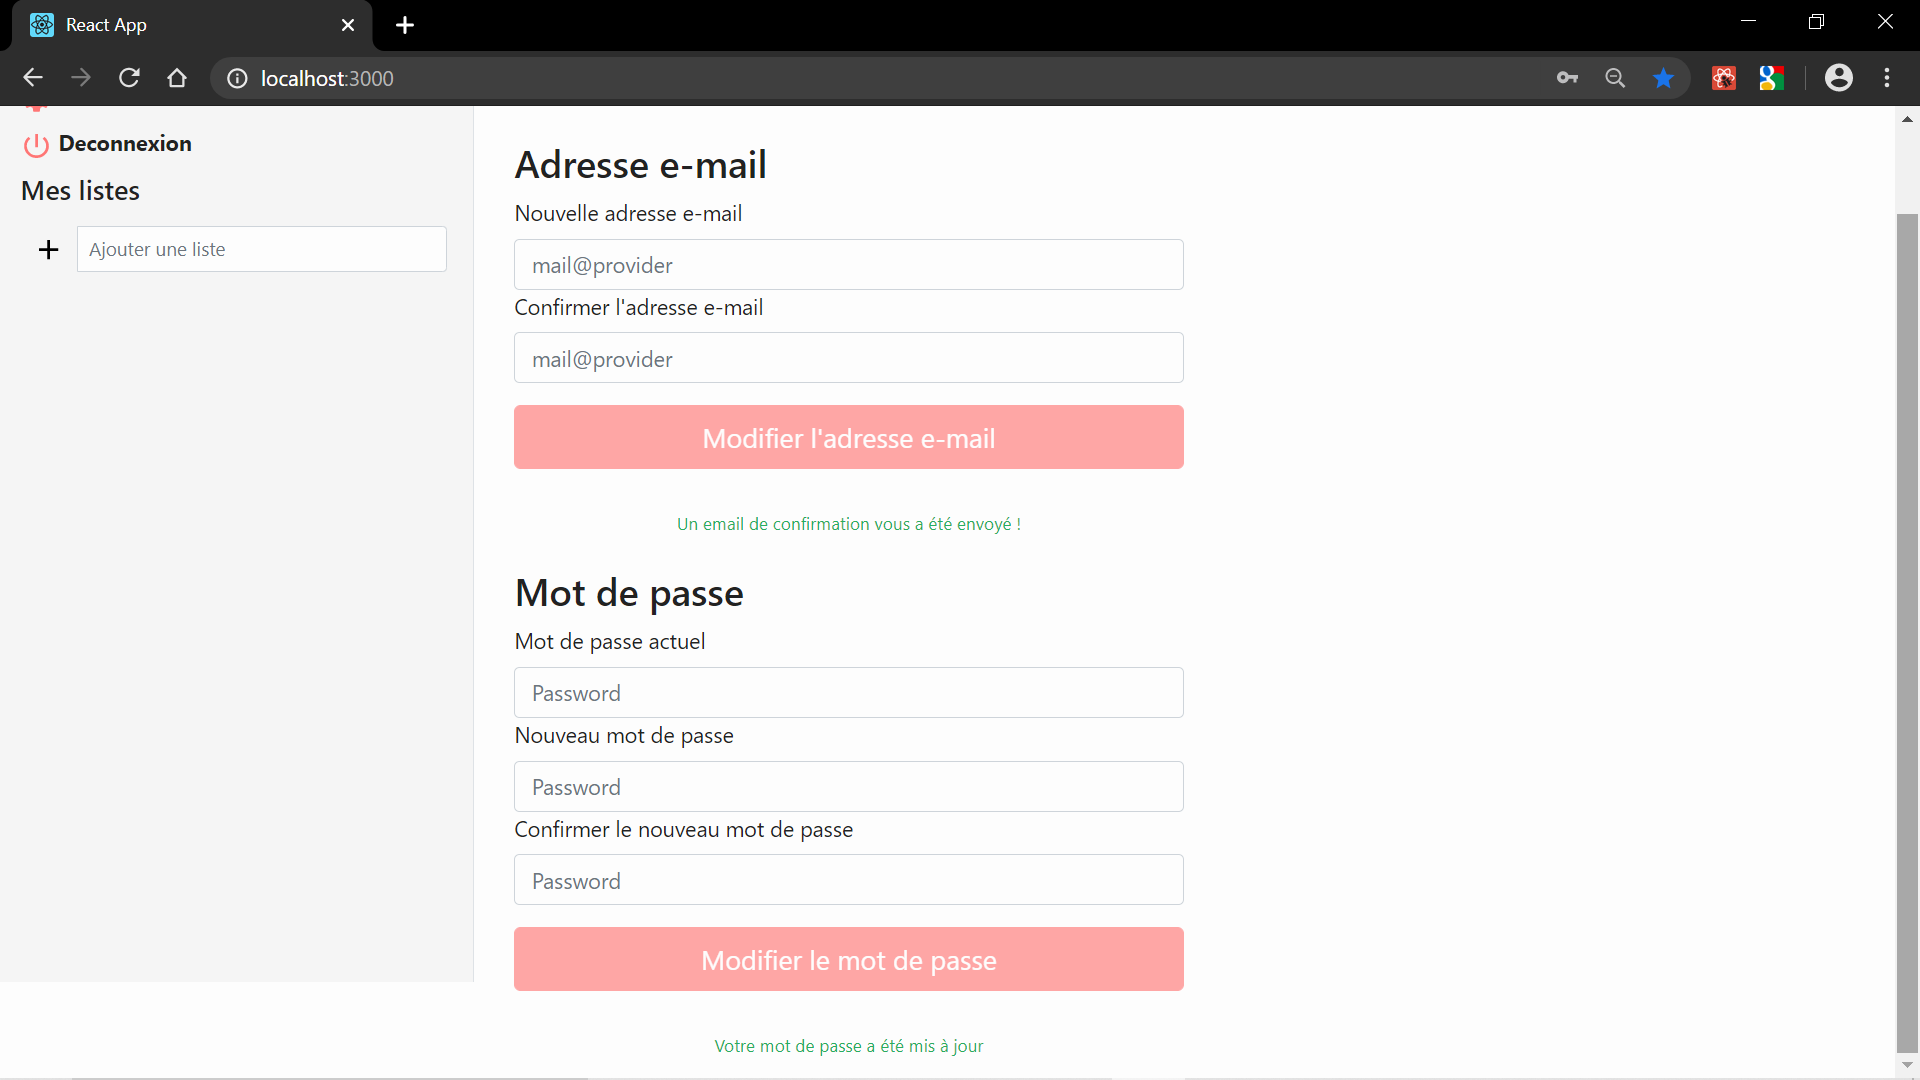 React App
localhost:3000
Deconnexion
Mes listes
Ajouter une liste
Adresse e-mail
Nouvelle adresse e-mail
mail@provider
Confirmer l'adresse e-mail
mail@provider
Modifier l'adresse e-mail
Un email de confirmation vous a été envoyé !
Mot de passe
Mot de passe actuel
Password
Nouveau mot de passe
Password
Confirmer le nouveau mot de passe
Password
Modifier le mot de passe
Votre mot de passe a été mis à jour